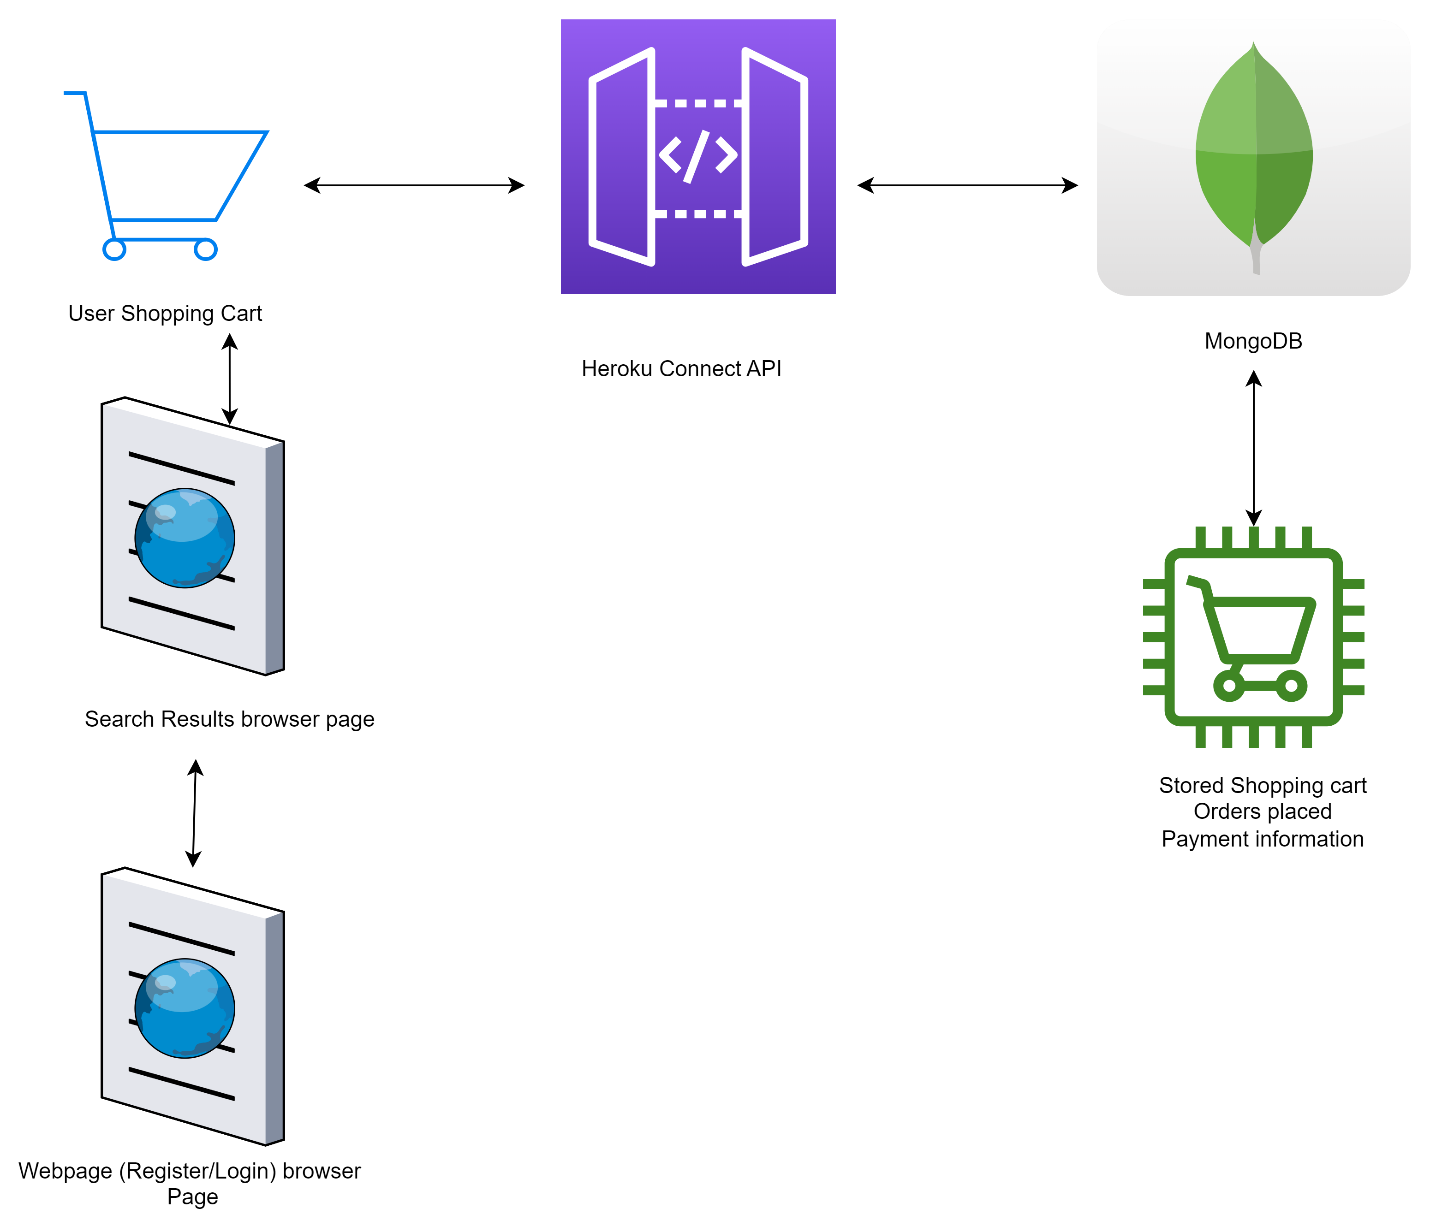 User Shopping Cart
Heroku Connect API
MongoDB
Search Results browser page
Stored Shopping cart
Orders placed
Payment information
Webpage (Register/Login) browser
Page